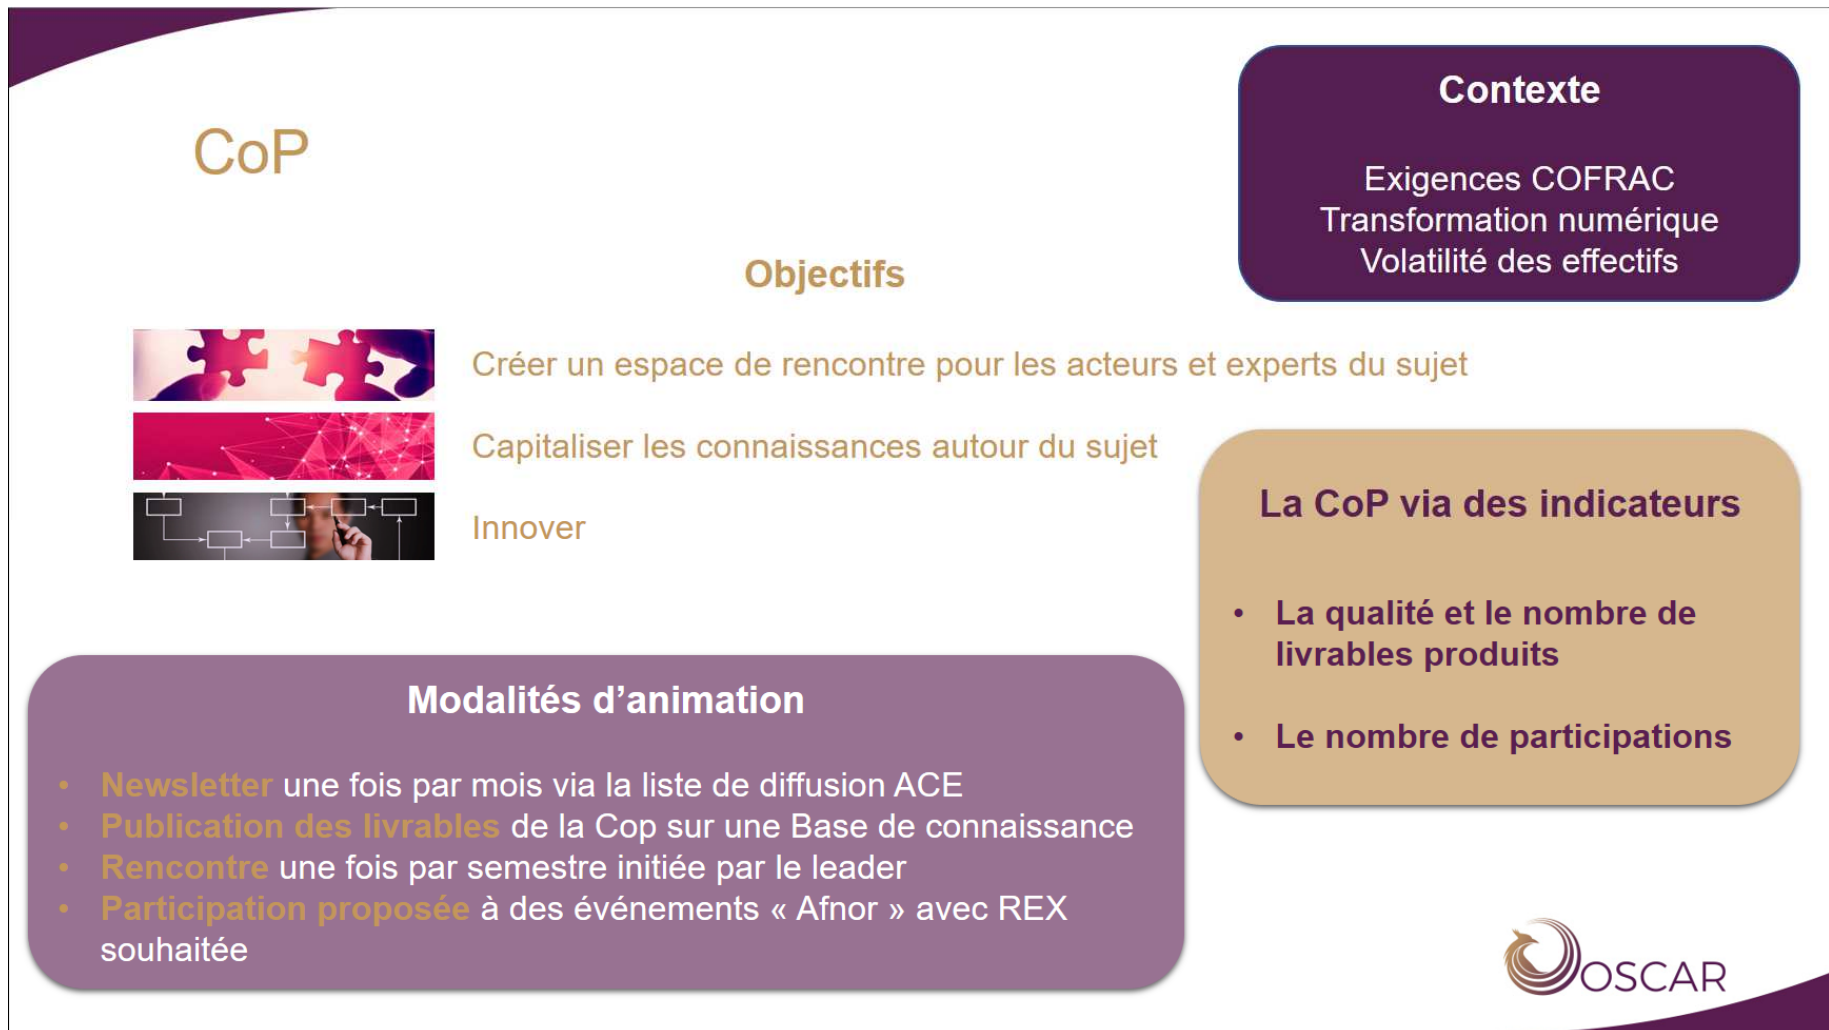 CoP
Contexte
Exigences COFRAC
Transformation numérique
Volatilité des effectifs
Objectifs
Créer un espace de rencontre pour les acteurs et experts du sujet
Capitaliser les connaissances autour du sujet
Innover
La CoP via des indicateurs
• La qualité et le nombre de
livrables produits
• Le nombre de participations
Modalités d’animation
• Newsletter une fois par mois via la liste de diffusion ACE
• Publication des livrables de la Cop sur une Base de connaissance
• Rencontre une fois par semestre initiée par le leader
• Participation proposée à des événements « Afnor » avec REX
souhaitée
OSCAR